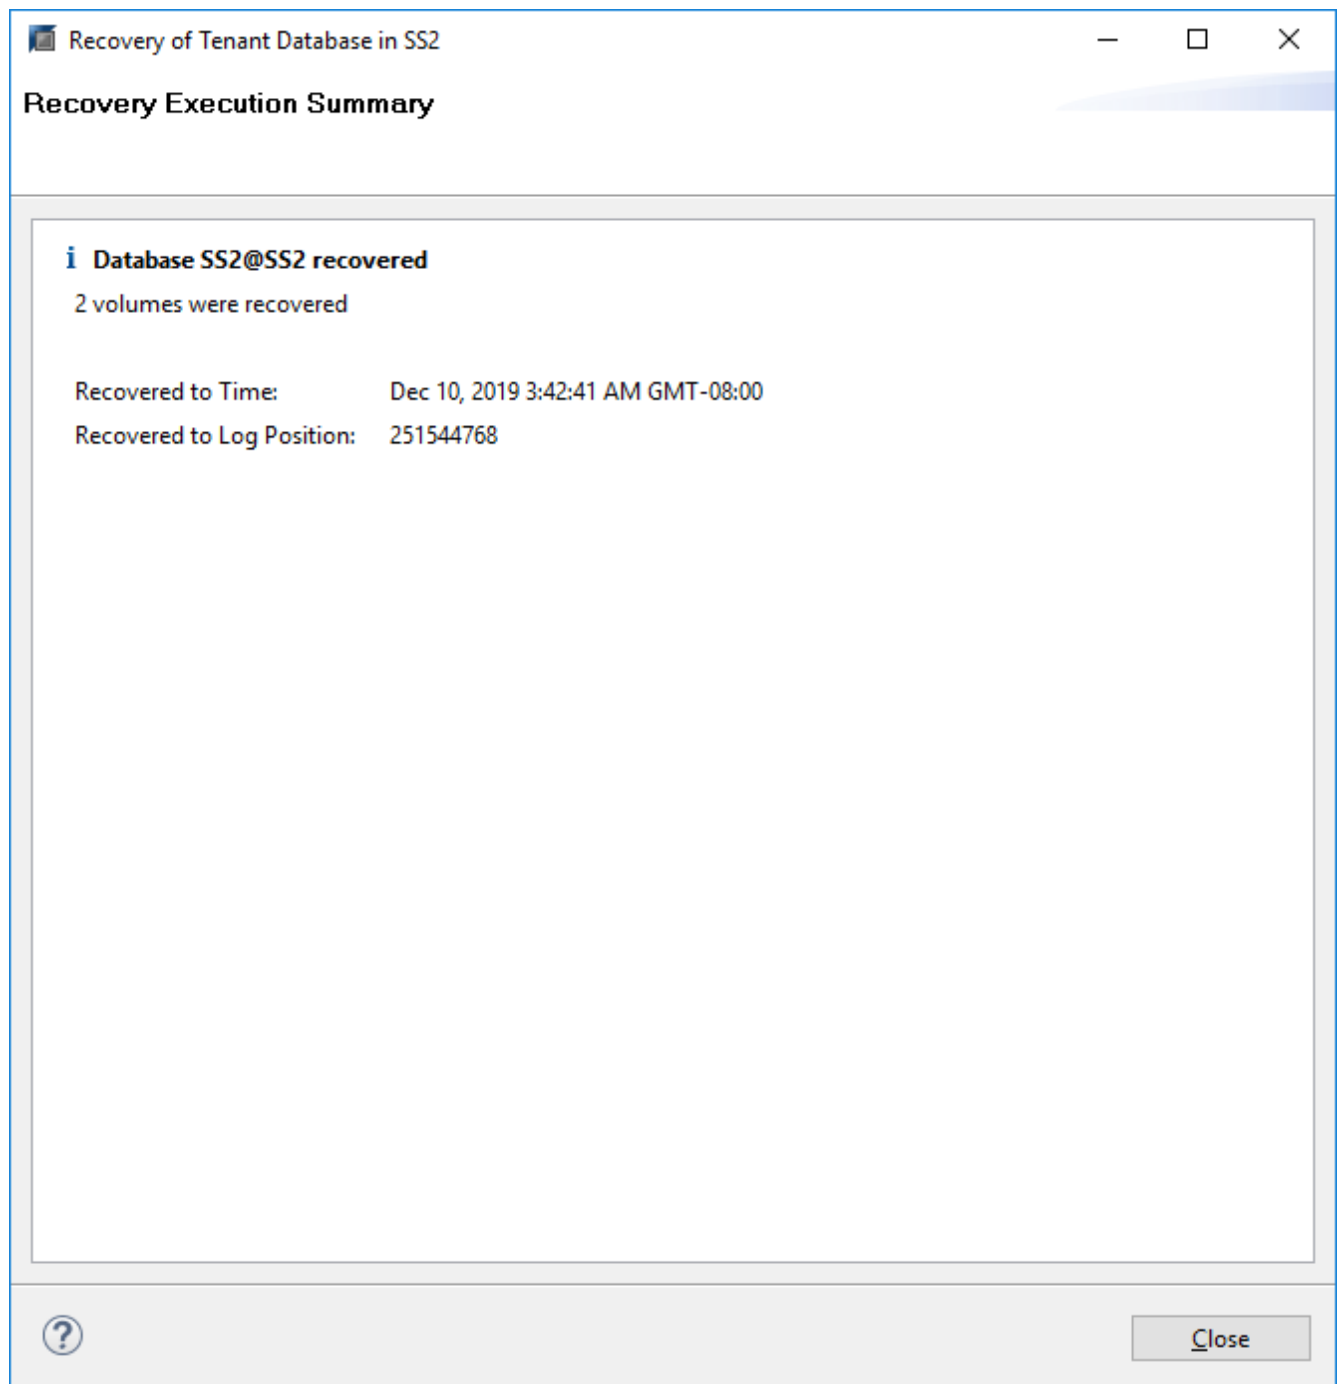 Recovery of Tenant Database in SS2
Recovery Execution Summary
i Database SS2@SS2 recovered
2 volumes were recovered
Recovered to Time: Dec 10, 2019 3:42:41 AM GMT-08:00
Recovered to Log Position: 251544768
?
Close